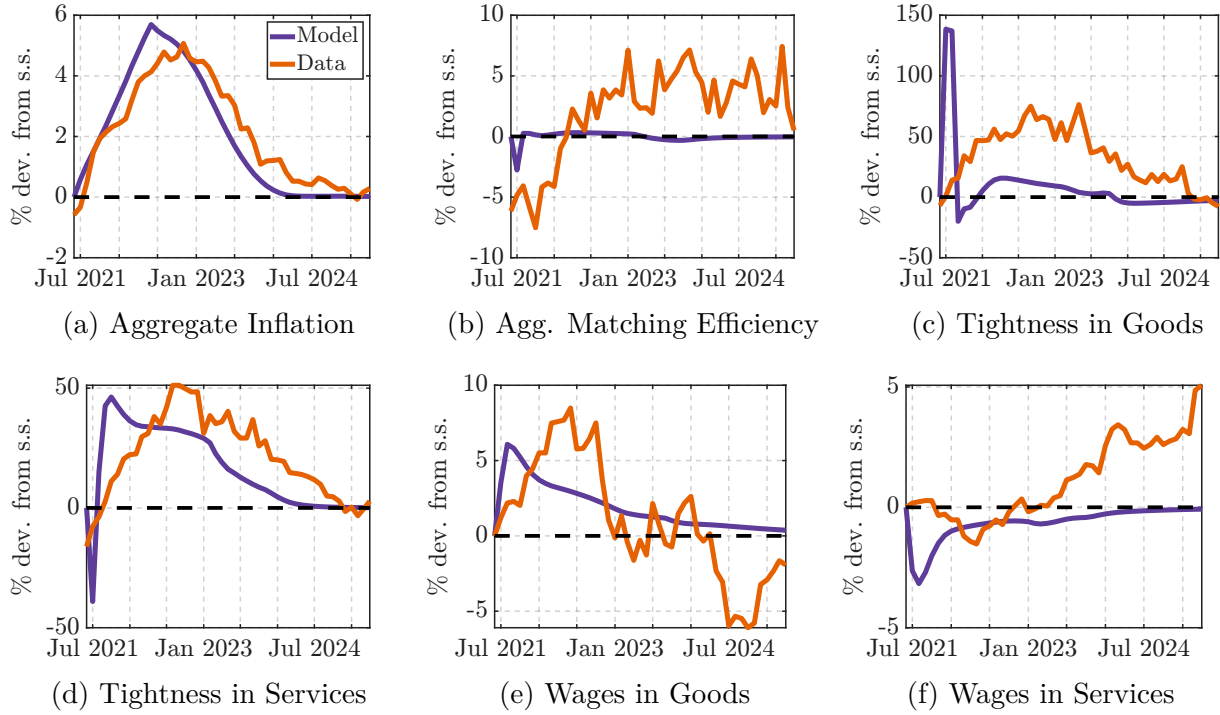 % dev. from s.s.
6
4
2
0
-2
Model
Data
Jul 2021 Jan 2023 Jul 2024
(a) Aggregate Inflation
% dev. from s.s.
10
5
0
-5
-10
Jul 2021 Jan 2023 Jul 2024
(b) Agg. Matching Efficiency
% dev. from s.s.
150
100
50
0
-50
Jul 2021 Jan 2023 Jul 2024
(c) Tightness in Goods
% dev. from s.s.
50
0
-50
Jul 2021 Jan 2023 Jul 2024
(d) Tightness in Services
% dev. from s.s.
10
5
0
-5
Jul 2021 Jan 2023 Jul 2024
(e) Wages in Goods
% dev. from s.s.
5
0
-5
Jul 2021 Jan 2023 Jul 2024
(f) Wages in Services